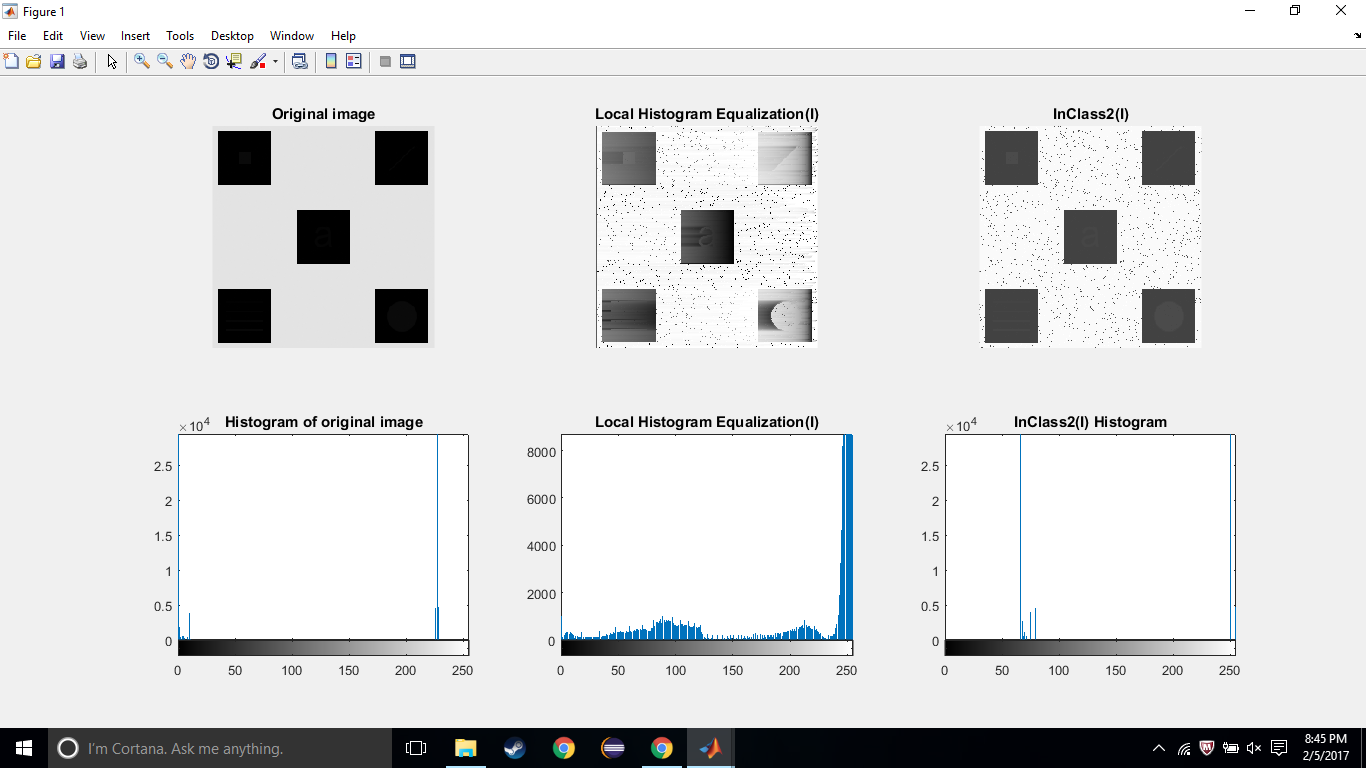 Figure 1
File Edit View Insert Tools Desktop Window Help
Original image
Local Histogram Equalization(I)
InClass2(I)
a
a
a
Histogram of original image
×10^4
2.5
2
1.5
1
0.5
0
0 50 100 150 200 250
Local Histogram Equalization(I)
8000
6000
4000
2000
0
0 50 100 150 200 250
InClass2(I) Histogram
×10^4
2.5
2
1.5
1
0.5
0
0 50 100 150 200 250
I'm Cortana. Ask me anything.
8:45 PM
2/5/2017